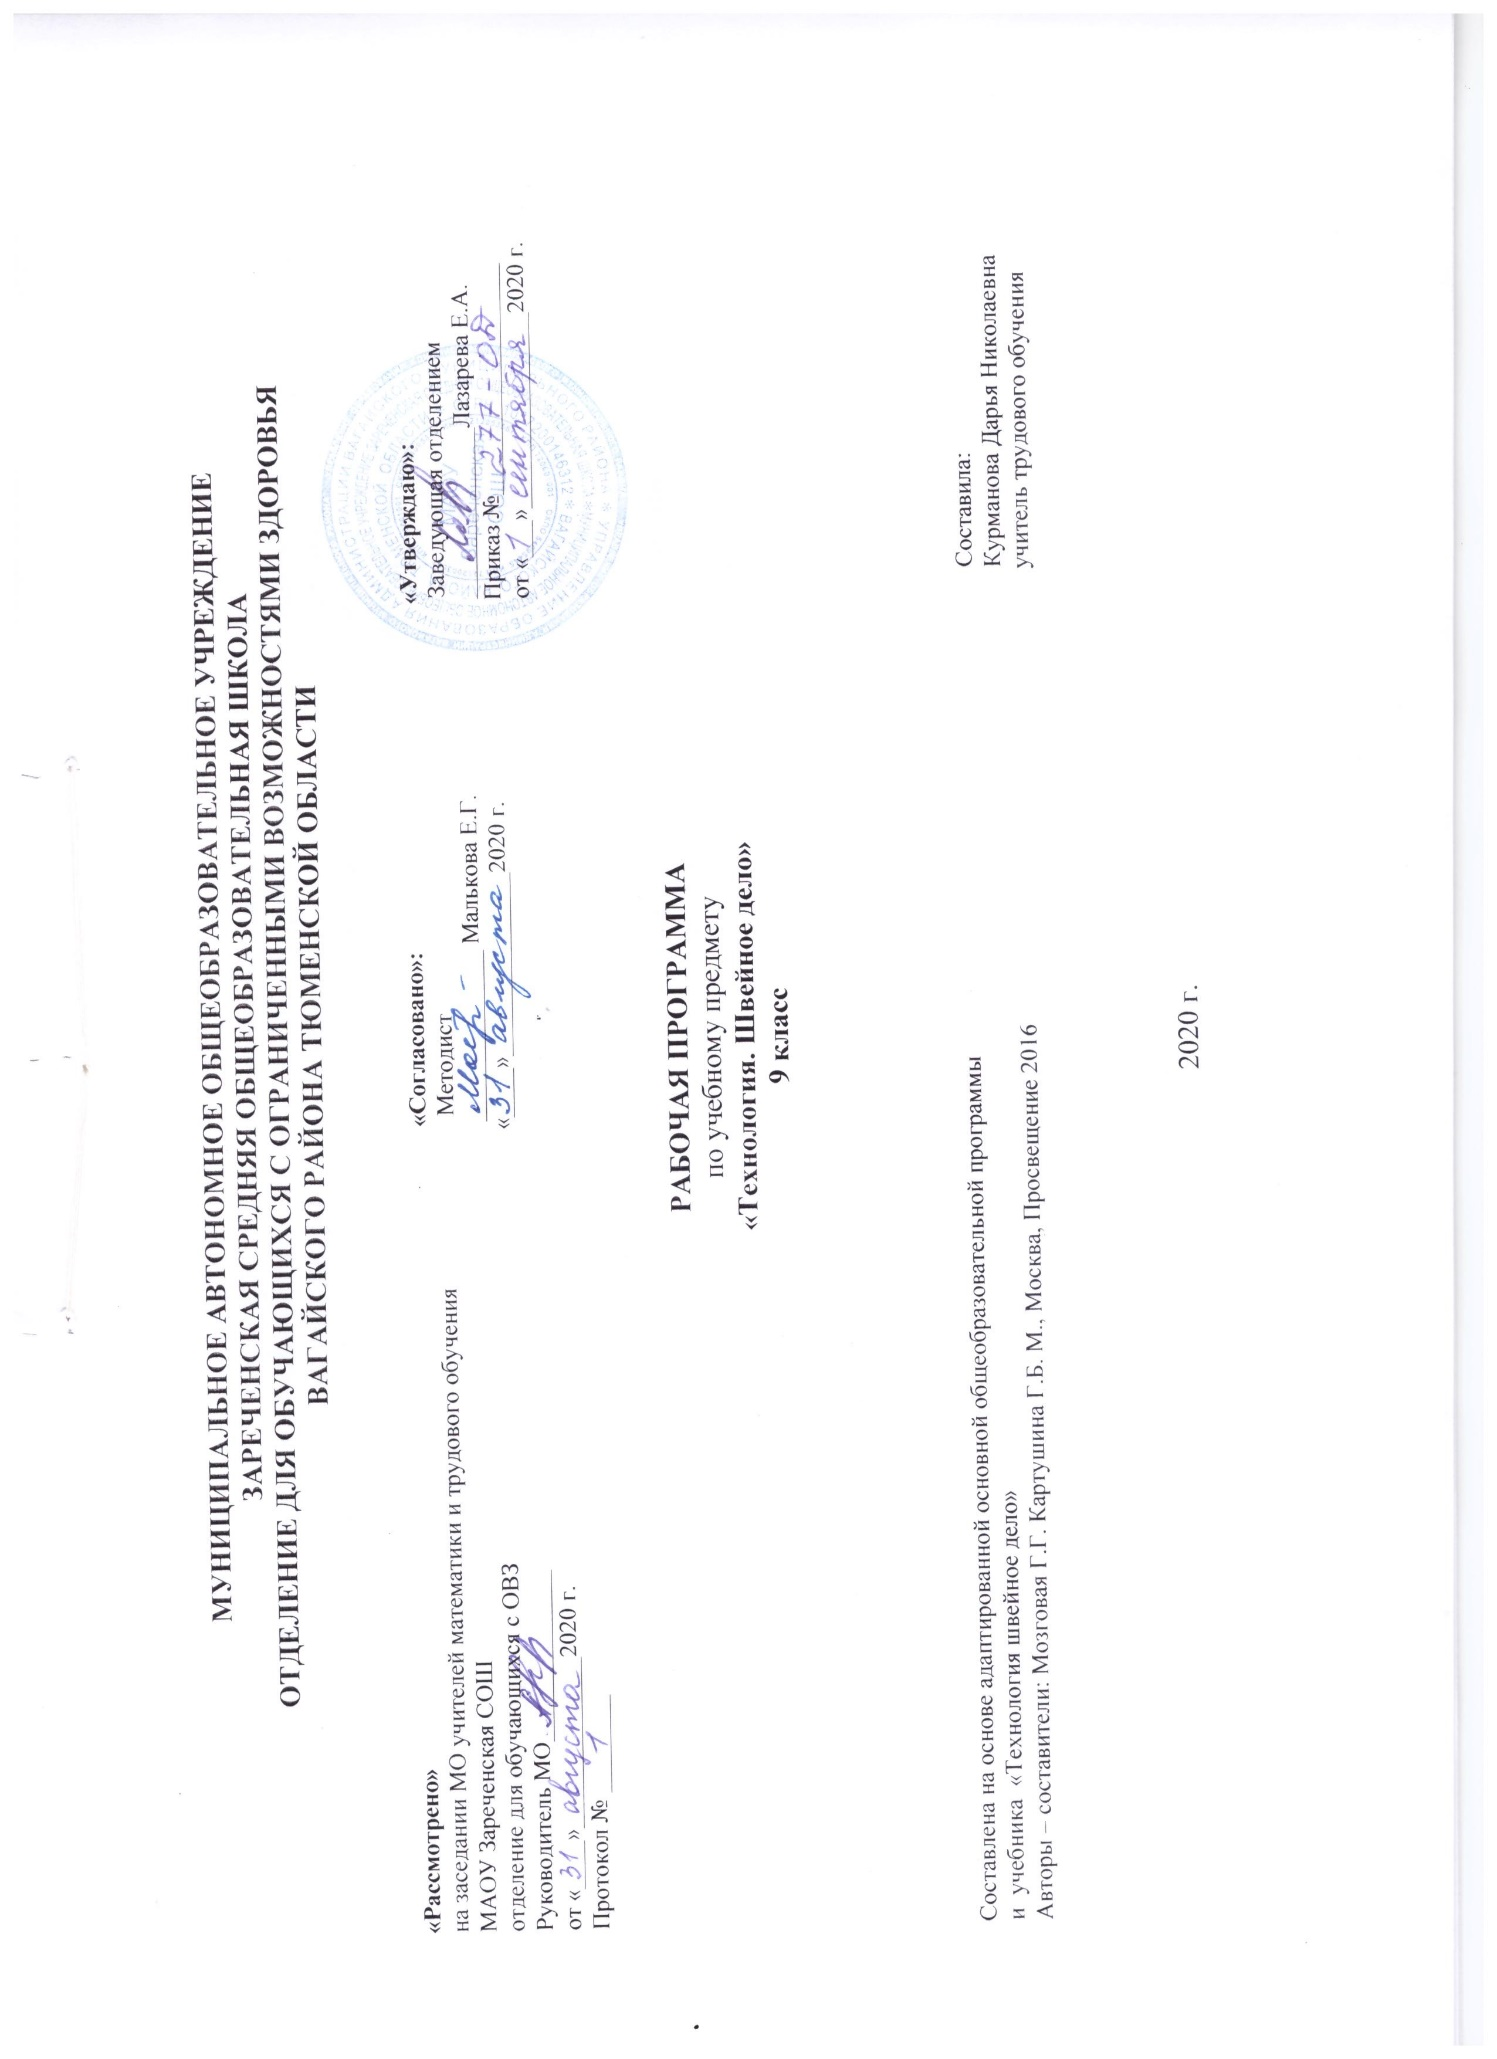 МУНИЦИПАЛЬНОЕ АВТОНОМНОЕ ОБЩЕОБРАЗОВАТЕЛЬНОЕ УЧРЕЖДЕНИЕ
ЗАРЕЧЕНСКАЯ СРЕДНЯЯ ОБЩЕОБРАЗОВАТЕЛЬНАЯ ШКОЛА
ОТДЕЛЕНИЕ ДЛЯ ОБУЧАЮЩИХСЯ С ОГРАНИЧЕННЫМИ ВОЗМОЖНОСТЯМИ ЗДОРОВЬЯ
ВАГАЙСКОГО РАЙОНА ТЮМЕНСКОЙ ОБЛАСТИ
«Рассмотрено»
на заседании МО учителей математики и трудового обучения
МАОУ Зареченская СОШ
отделение для обучающихся с ОВЗ
Руководитель МО
от « 31 » августа 2020 г.
Протокол № 1
«Согласовано»:
Методист
Малькова Е.Г.
« 31 » августа 2020 г.
«Утверждаю»:
Заведующая отделением
Лазарева Е.А.
Приказ № 277-ОД
от « 1 » сентября 2020 г.
РАБОЧАЯ ПРОГРАММА
по учебному предмету
«Технология. Швейное дело»
9 класс
Составлена на основе адаптированной основной общеобразовательной программы
и учебника «Технология швейное дело»
Авторы – составители: Мозговая Г.Г. Картушина Г.Б. М., Москва, Просвещение 2016
Составила:
Курманова Дарья Николаевна
учитель трудового обучения
2020 г.